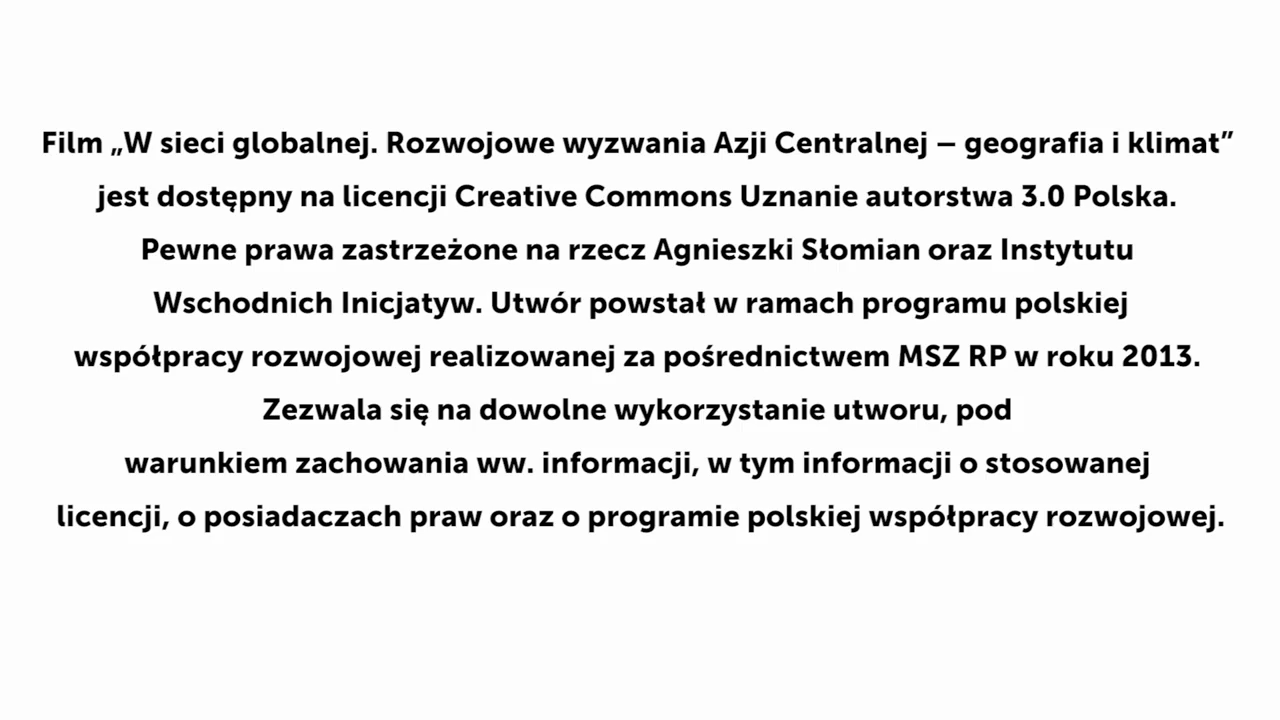 Film „W sieci globalnej. Rozwojowe wyzwania Azji Centralnej – geografia i klimat”
jest dostępny na licencji Creative Commons Uznanie autorstwa 3.0 Polska.
Pewne prawa zastrzeżone na rzecz Agnieszki Słomian oraz Instytutu
Wschodnich Inicjatyw. Utwór powstał w ramach programu polskiej
współpracy rozwojowej realizowanej za pośrednictwem MSZ RP w roku 2013.
Zezwala się na dowolne wykorzystanie utworu, pod
warunkiem zachowania ww. informacji, w tym informacji o stosowanej
licencji, o posiadaczach praw oraz o programie polskiej współpracy rozwojowej.